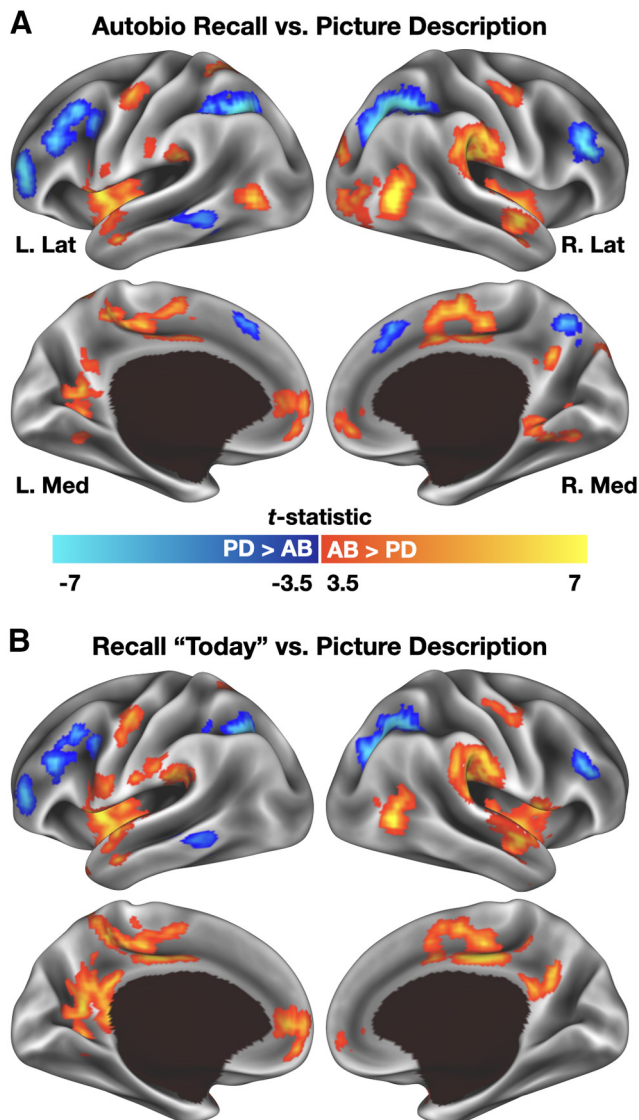 A
Autobio Recall vs. Picture Description
L. Lat
R. Lat
L. Med
R. Med
t-statistic
PD > AB AB > PD
-7 -3.5 3.5 7
B
Recall “Today” vs. Picture Description